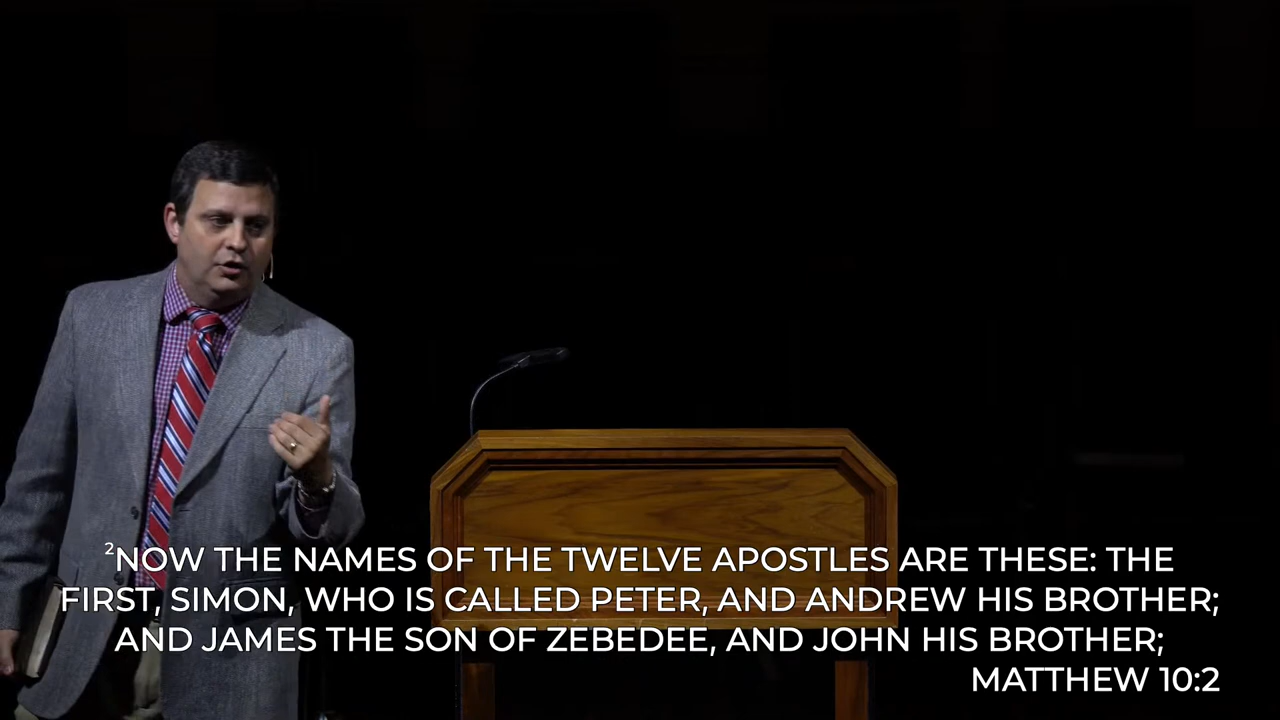 ²NOW THE NAMES OF THE TWELVE APOSTLES ARE THESE: THE
FIRST, SIMON, WHO IS CALLED PETER, AND ANDREW HIS BROTHER;
AND JAMES THE SON OF ZEBEDEE, AND JOHN HIS BROTHER;
MATTHEW 10:2